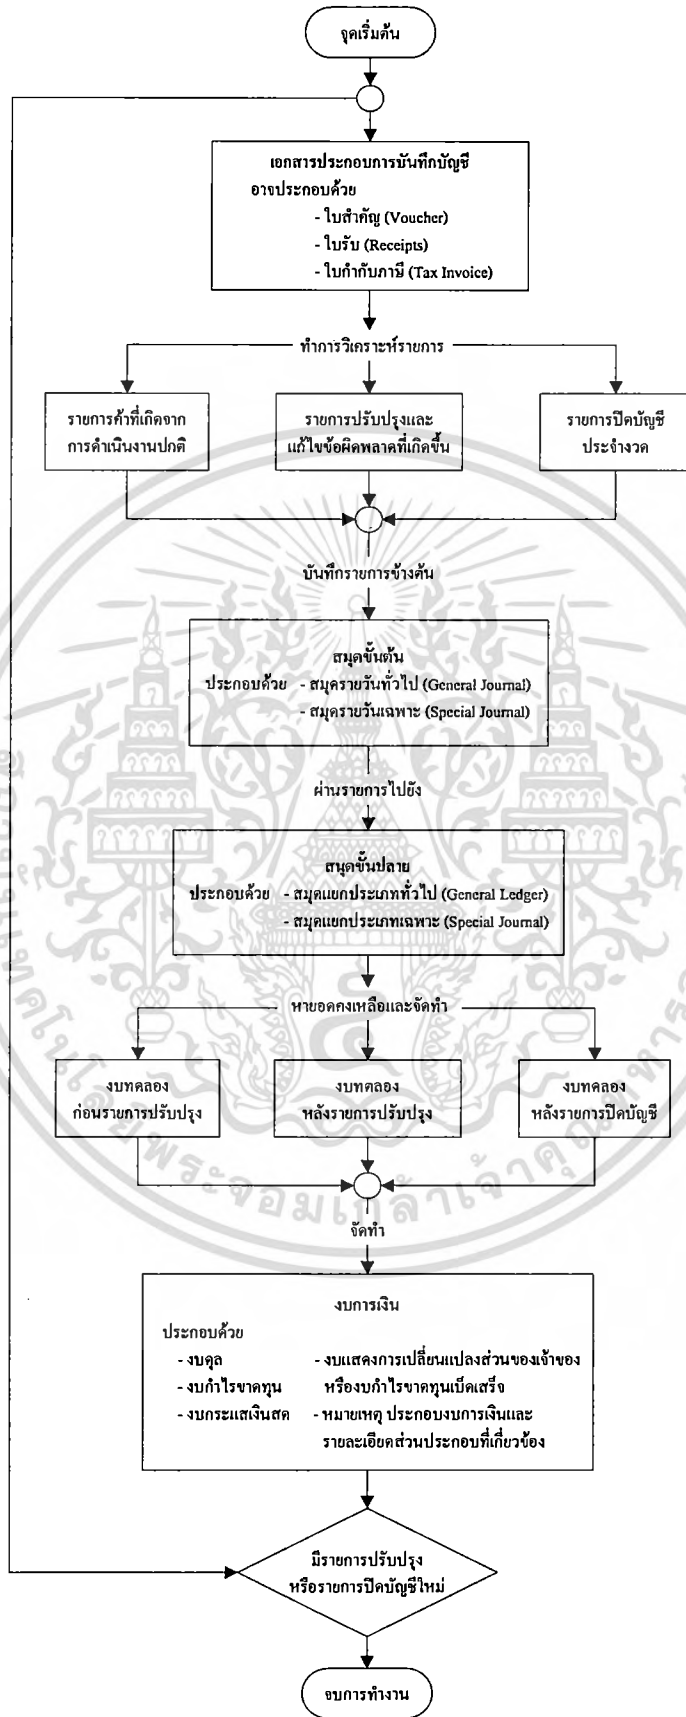 จุดเริ่มต้น
เอกสารประกอบการบันทึกบัญชี
อาจประกอบด้วย
- ใบสำคัญ (Voucher)
- ใบรับ (Receipts)
- ใบกำกับภาษี (Tax Invoice)
ทำการวิเคราะห์รายการ
รายการค้าที่เกิดจาก
การดำเนินงานปกติ
รายการปรับปรุงและ
แก้ไขข้อผิดพลาดที่เกิดขึ้น
รายการปิดบัญชี
ประจำงวด
บันทึกรายการข้างต้น
สมุดขั้นต้น
ประกอบด้วย - สมุดรายวันทั่วไป (General Journal)
- สมุดรายวันเฉพาะ (Special Journal)
ผ่านรายการไปยัง
สมุดขั้นปลาย
ประกอบด้วย - สมุดแยกประเภททั่วไป (General Ledger)
- สมุดแยกประเภทเฉพาะ (Special Journal)
หายอดคงเหลือและจัดทำ
งบทดลอง
ก่อนรายการปรับปรุง
งบทดลอง
หลังรายการปรับปรุง
งบทดลอง
หลังรายการปิดบัญชี
พระจอมเกล้าเจ้าคุณทหาร
จัดทำ
งบการเงิน
ประกอบด้วย
- งบดุล - งบแสดงการเปลี่ยนแปลงส่วนของเจ้าของ
- งบกำไรขาดทุน หรืองบกำไรขาดทุนเบ็ดเสร็จ
- งบกระแสเงินสด - หมายเหตุ ประกอบงบการเงินและ
รายละเอียดส่วนประกอบที่เกี่ยวข้อง
มีรายการปรับปรุง
หรือรายการปิดบัญชีใหม่
จบการทำงาน